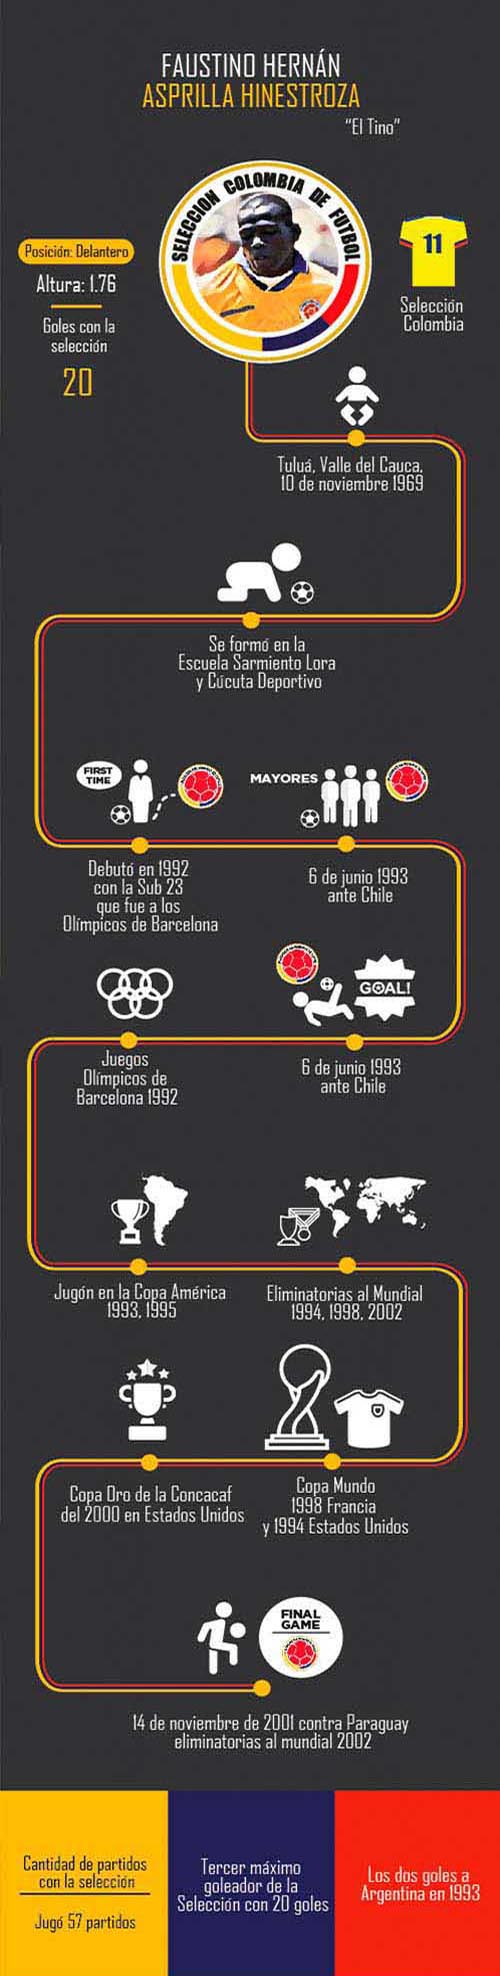 FAUSTINO HERNÁN
ASPRILLA HINESTROZA
"El Tino"
SELECCION COLOMBIA DE FUTBOL
Posición: Delantero
Altura: 1.76
Goles con la
selección
20
11
Selección
Colombia
Tuluá, Valle del Cauca,
10 de noviembre 1969
Se formó en la
Escuela Sarmiento Lora
y Cúcuta Deportivo
FIRST
TIME
Debutó en 1992
con la Sub 23
que fue a los
Olímpicos de Barcelona
MAYORES
6 de junio 1993
ante Chile
GOAL!
6 de junio 1993
ante Chile
Juegos
Olímpicos de
Barcelona 1992
Jugón en la Copa América
1993, 1995
Eliminatorias al Mundial
1994, 1998, 2002
Copa Mundo
1998 Francia
y 1994 Estados Unidos
Copa Oro de la Concacaf
del 2000 en Estados Unidos
FINAL
GAME
14 de noviembre de 2001 contra Paraguay
eliminatorias al mundial 2002
Cantidad de partidos
con la selección
Jugó 57 partidos
Tercer máximo
goleador de la
Selección con 20 goles
Los dos goles a
Argentina en 1993